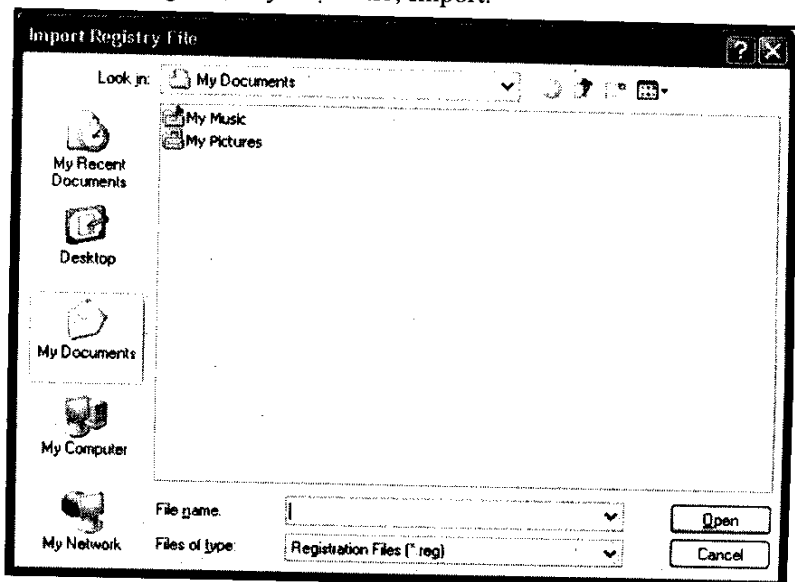 Import.
Import Registry File
Look in: My Documents
My Music
My Pictures
My Recent
Documents
Desktop
My Documents
My Computer
My Network
File name:
Open
Files of type: Registration Files (*.reg)
Cancel